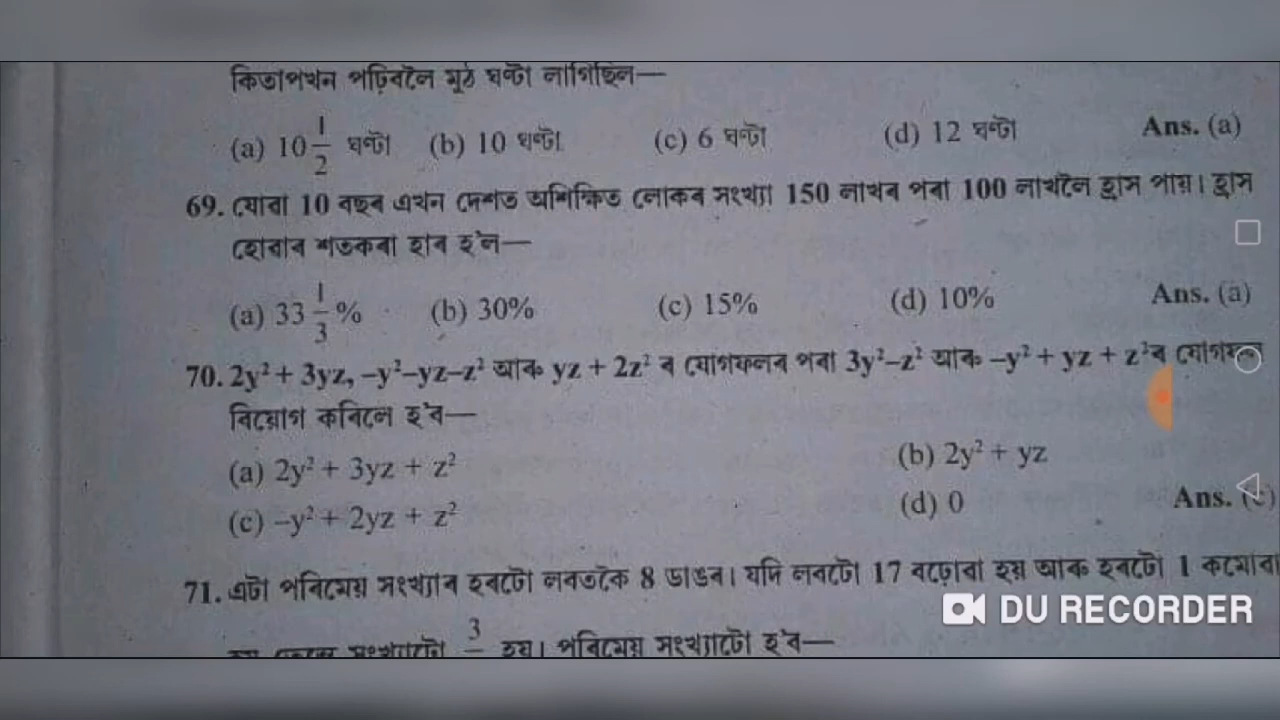 কিতাপখন পঢ়িবলৈ মুঠ ঘণ্টা লাগিছিল—
(a) 10 1/2 ঘণ্টা (b) 10 ঘণ্টা (c) 6 ঘণ্টা (d) 12 ঘণ্টা Ans. (a)
69. যোৱা 10 বছৰ এখন দেশত অশিক্ষিত লোকৰ সংখ্যা 150 লাখৰ পৰা 100 লাখলৈ হ্ৰাস পায়। হ্ৰাস
হোৱাৰ শতকৰা হাৰ হ'ল—
(a) 33 1/3 % (b) 30% (c) 15% (d) 10% Ans. (a)
70. 2y² + 3yz, –y²–yz–z² আৰু yz + 2z² ৰ যোগফলৰ পৰা 3y²–z² আৰু –y² + yz + z²ৰ যোগফল
বিয়োগ কৰিলে হ'ব—
(a) 2y² + 3yz + z² (b) 2y² + yz
(c) –y² + 2yz + z² (d) 0 Ans. (c)
71. এটা পৰিমেয় সংখ্যাৰ হৰটো লবতকৈ 8 ডাঙৰ। যদি লবটো 17 বঢ়োৱা হয় আৰু হৰটো 1 কমোৱা
সংখ্যাটো 3 হয়। পৰিমেয় সংখ্যাটো হ'ব—
DU RECORDER